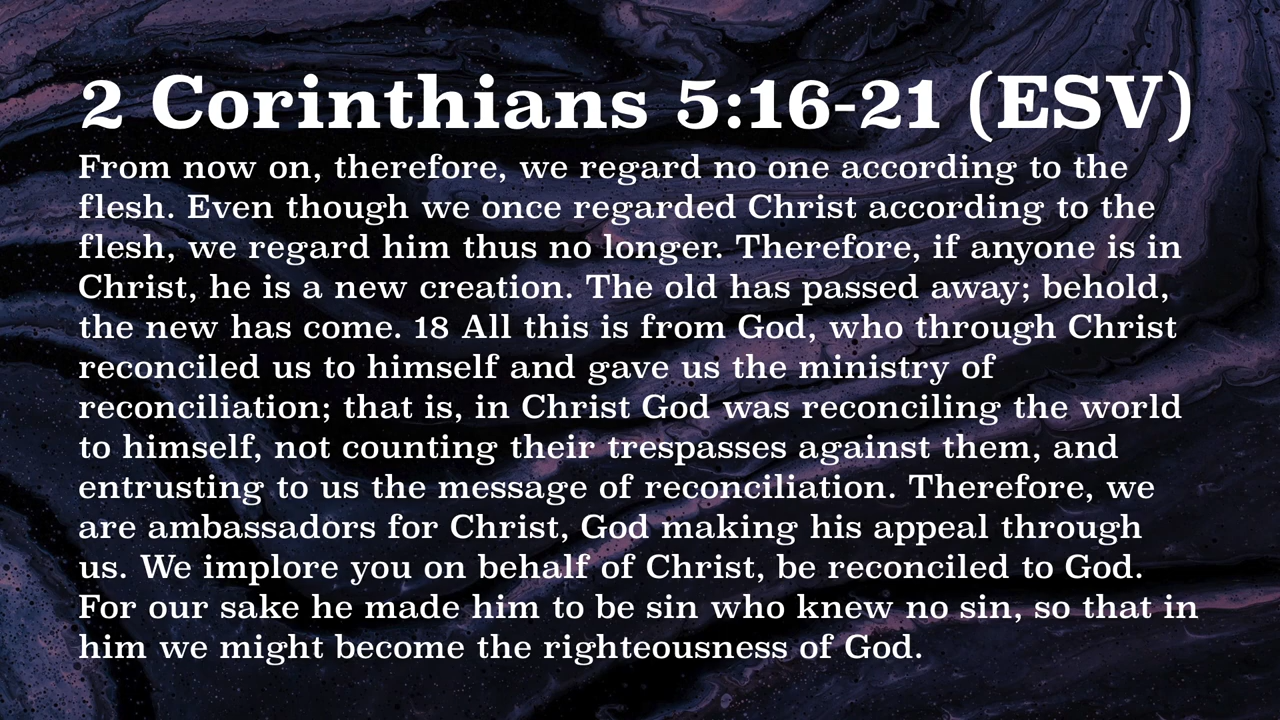 2 Corinthians 5:16-21 (ESV)
From now on, therefore, we regard no one according to the
flesh. Even though we once regarded Christ according to the
flesh, we regard him thus no longer. Therefore, if anyone is in
Christ, he is a new creation. The old has passed away; behold,
the new has come. 18 All this is from God, who through Christ
reconciled us to himself and gave us the ministry of
reconciliation; that is, in Christ God was reconciling the world
to himself, not counting their trespasses against them, and
entrusting to us the message of reconciliation. Therefore, we
are ambassadors for Christ, God making his appeal through
us. We implore you on behalf of Christ, be reconciled to God.
For our sake he made him to be sin who knew no sin, so that in
him we might become the righteousness of God.